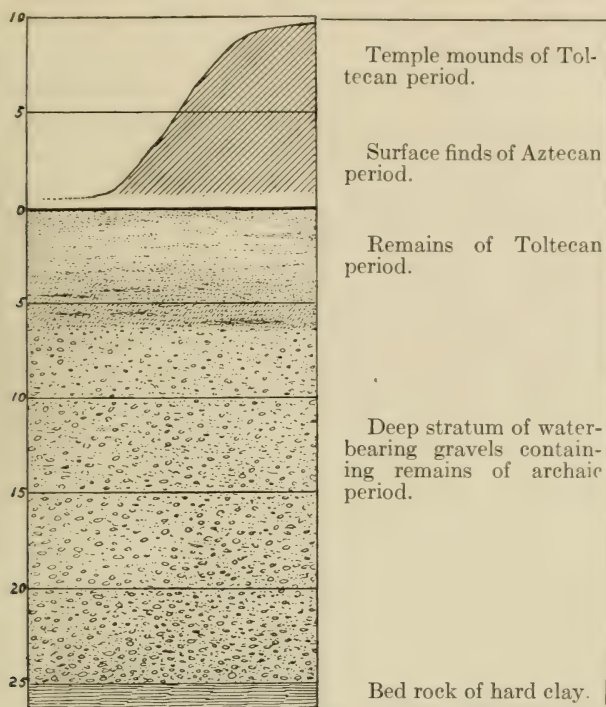 10
Temple mounds of Tol-
tecan period.
5
Surface finds of Aztecan
period.
0
Remains of Toltecan
period.
5
10
Deep stratum of water-
bearing gravels contain-
ing remains of archaic
period.
15
20
25
Bed rock of hard clay.